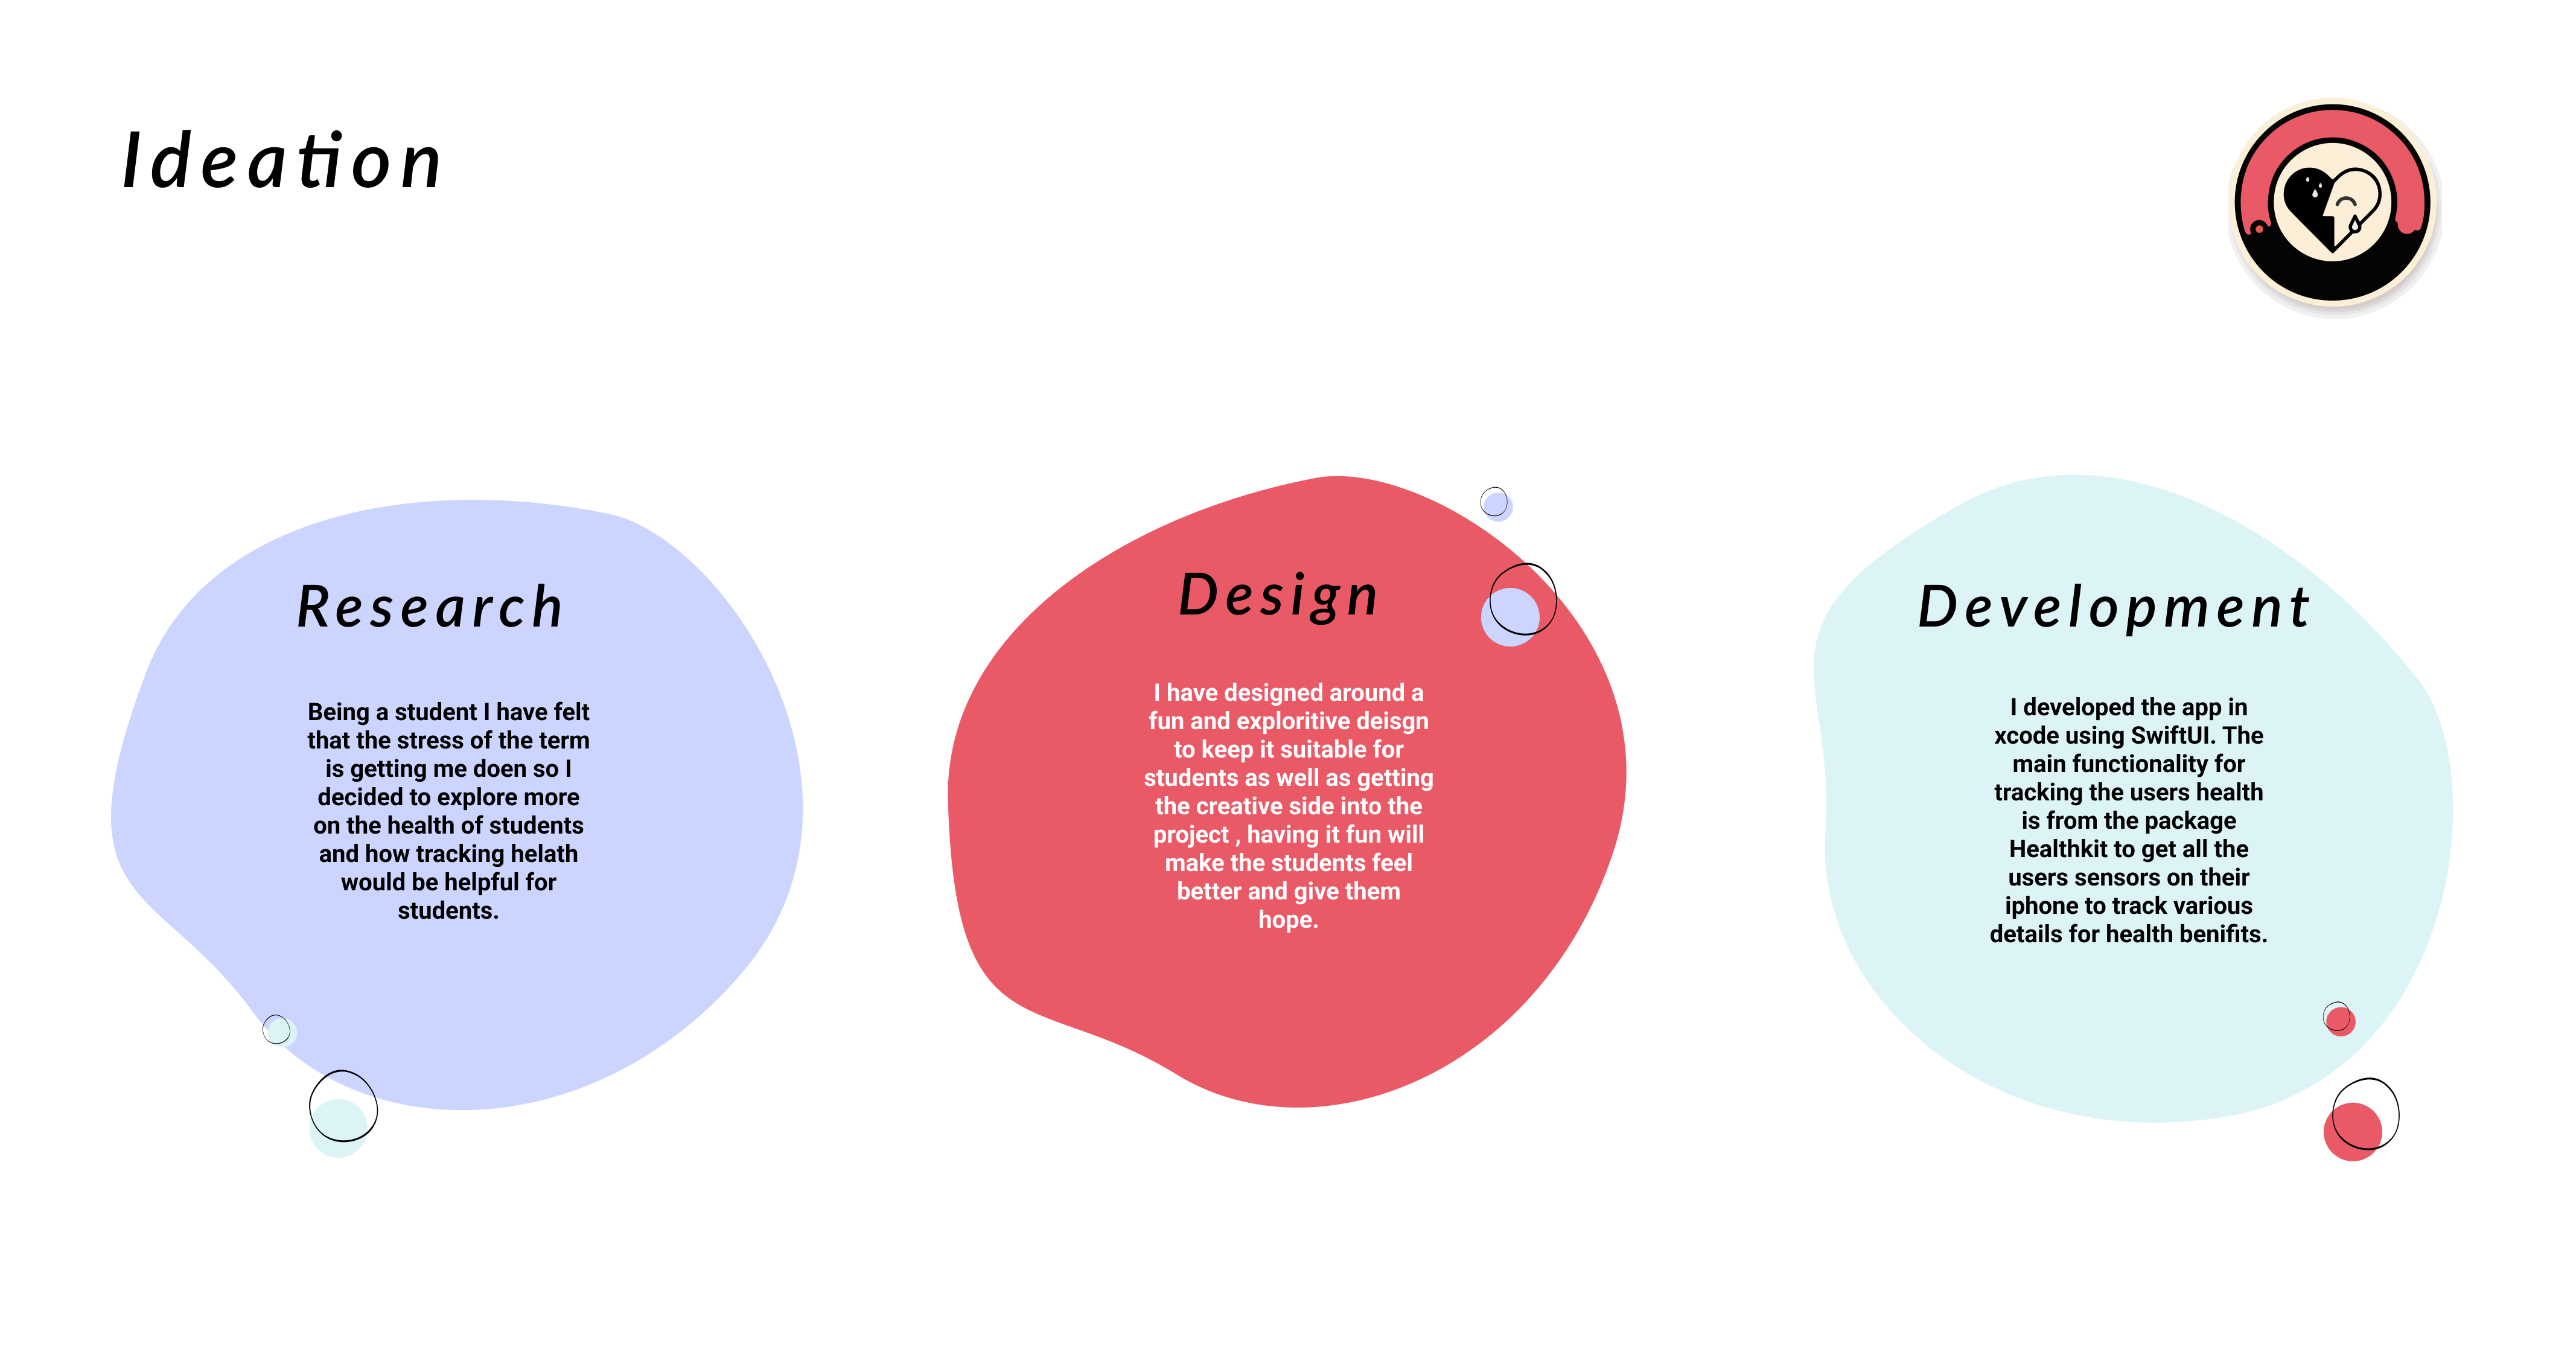 Ideation
Research
Being a student I have felt
that the stress of the term
is getting me doen so I
decided to explore more
on the health of students
and how tracking helath
would be helpful for
students.
Design
I have designed around a
fun and exploritive deisgn
to keep it suitable for
students as well as getting
the creative side into the
project , having it fun will
make the students feel
better and give them
hope.
Development
I developed the app in
xcode using SwiftUI. The
main functionality for
tracking the users health
is from the package
Healthkit to get all the
users sensors on their
iphone to track various
details for health benifits.